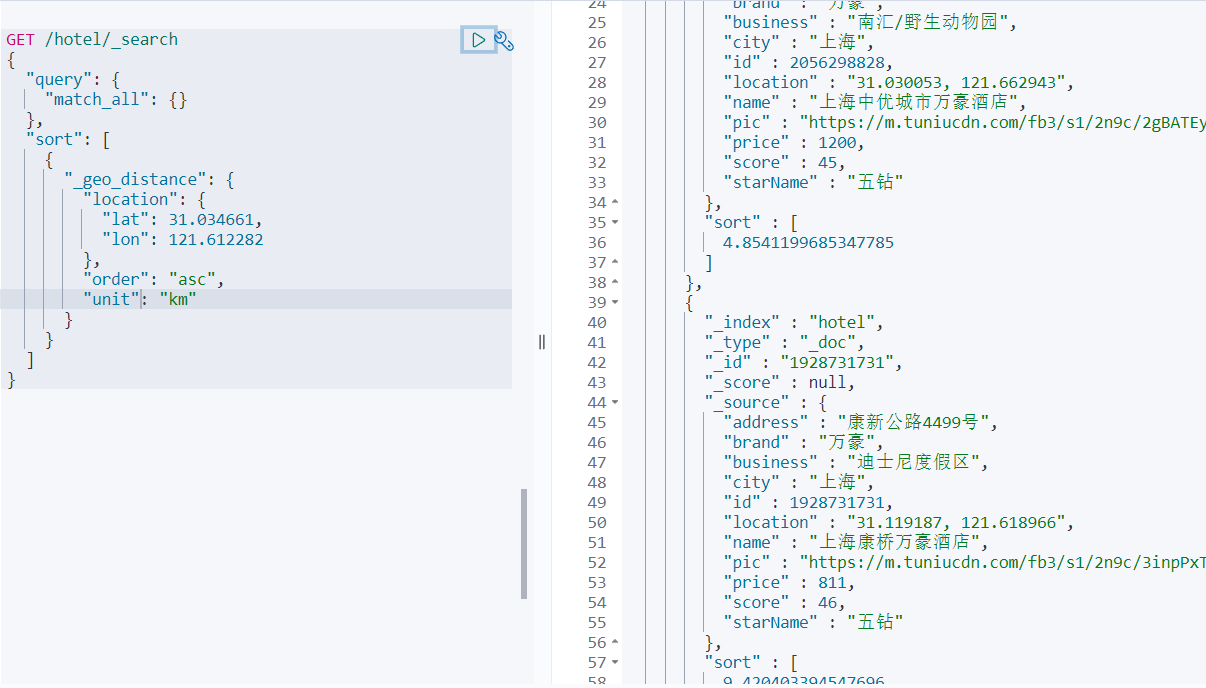 GET /hotel/_search
{
  "query": {
    "match_all": {}
  },
  "sort": [
    {
      "_geo_distance": {
        "location": {
          "lat": 31.034661,
          "lon": 121.612282
        },
        "order": "asc",
        "unit": "km"
      }
    }
  ]
}
24 "brand" : "万豪",
25 "business" : "南汇/野生动物园",
26 "city" : "上海",
27 "id" : 2056298828,
28 "location" : "31.030053, 121.662943",
29 "name" : "上海中优城市万豪酒店",
30 "pic" : "https://m.tuniucdn.com/fb3/s1/2n9c/2gBATEy
31 "price" : 1200,
32 "score" : 45,
33 "starName" : "五钻"
34 },
35 "sort" : [
36 4.8541199685347785
37 ]
38 },
39 {
40 "_index" : "hotel",
41 "_type" : "_doc",
42 "_id" : "1928731731",
43 "_score" : null,
44 "_source" : {
45 "address" : "康新公路4499号",
46 "brand" : "万豪",
47 "business" : "迪士尼度假区",
48 "city" : "上海",
49 "id" : 1928731731,
50 "location" : "31.119187, 121.618966",
51 "name" : "上海康桥万豪酒店",
52 "pic" : "https://m.tuniucdn.com/fb3/s1/2n9c/3inpPxT
53 "price" : 811,
54 "score" : 46,
55 "starName" : "五钻"
56 },
57 "sort" : [
58 9.420403394547696